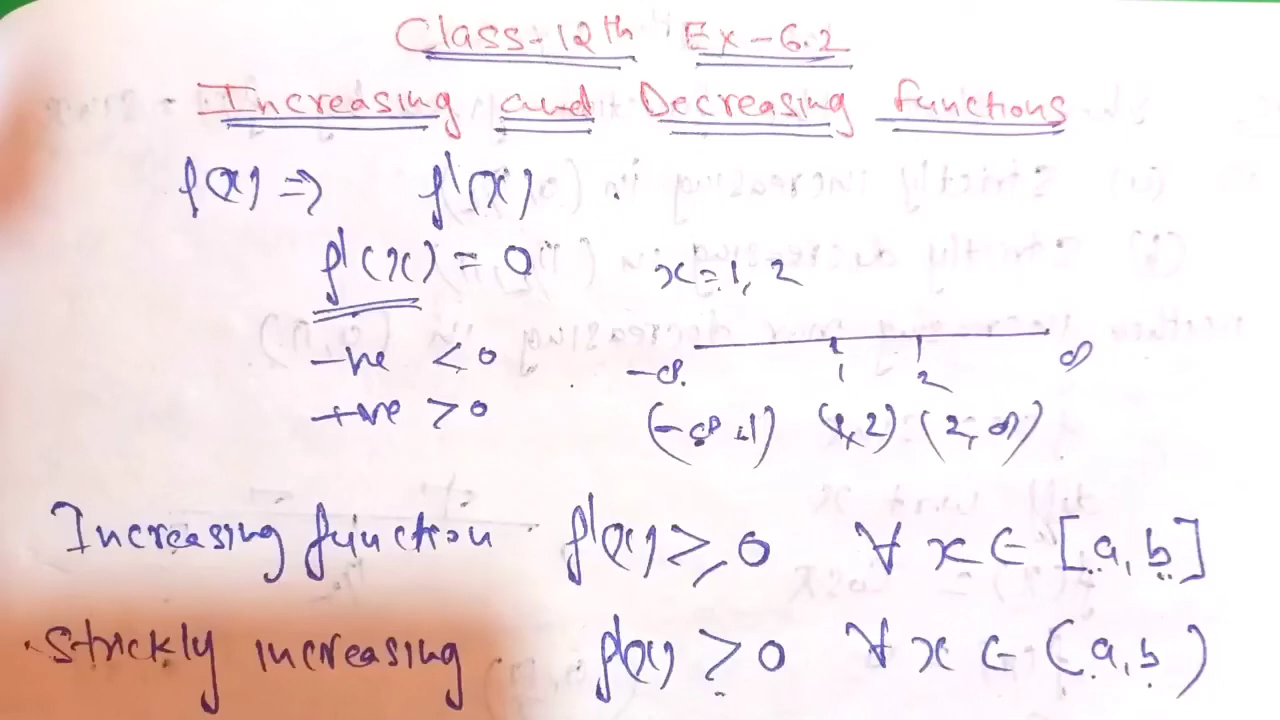 Class-12th Ex-6.2
Increasing and Decreasing functions
f(x) ⇒ f'(x)
f'(x) = 0 x=1, 2
-ve < 0
-∞ 1 2 ∞
+ve > 0
(-∞, 1) (1, 2) (2, ∞)
Increasing function f'(x) ≥ 0 ∀ x ∈ [a, b]
Strickly increasing f'(x) > 0 ∀ x ∈ (a, b)